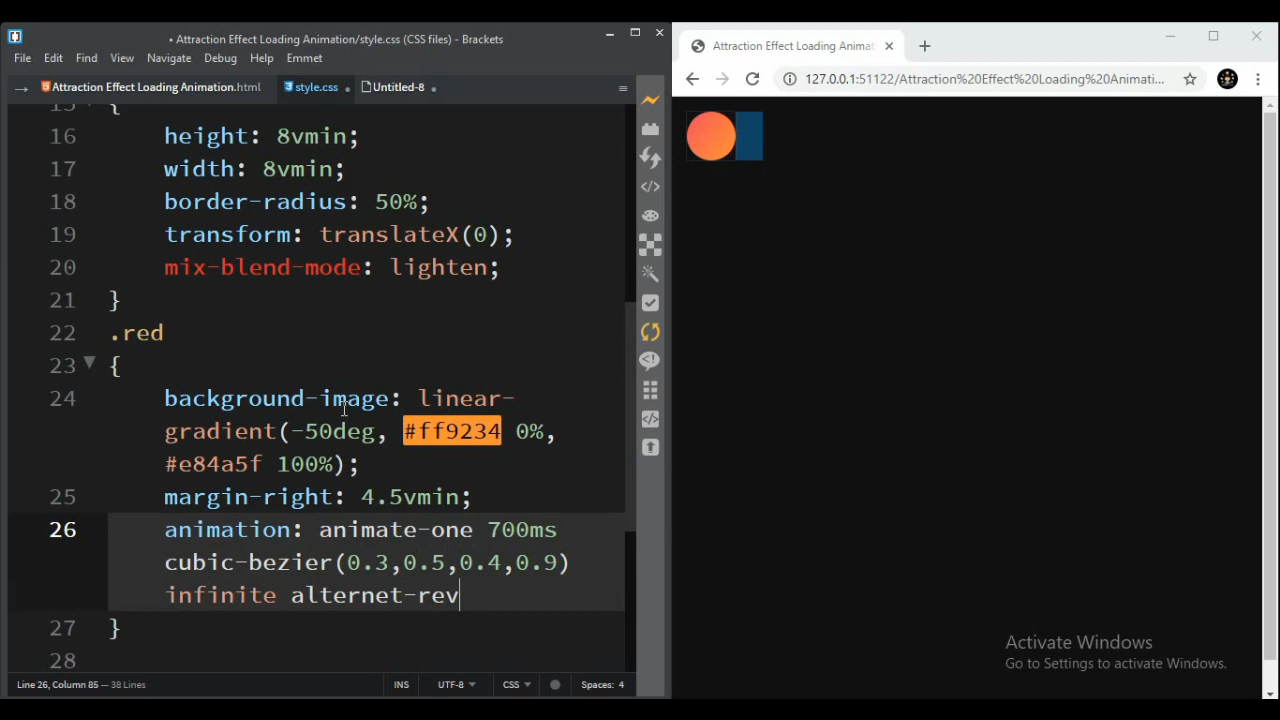 • Attraction Effect Loading Animation/style.css (CSS files) - Brackets
File Edit Find View Navigate Debug Help Emmet
Attraction Effect Loading Animation.html style.css • Untitled-8 •
{
16 height: 8vmin;
17 width: 8vmin;
18 border-radius: 50%;
19 transform: translateX(0);
20 mix-blend-mode: lighten;
21 }
22 .red
23 {
24 background-image: linear-
gradient(-50deg, #ff9234 0%,
#e84a5f 100%);
25 margin-right: 4.5vmin;
26 animation: animate-one 700ms
cubic-bezier(0.3,0.5,0.4,0.9)
infinite alternet-rev
27 }
28
Line 26, Column 85 — 38 Lines
INS UTF-8 CSS Spaces: 4
Attraction Effect Loading Animat
127.0.0.1:51122/Attraction%20Effect%20Loading%20Animati...
Activate Windows
Go to Settings to activate Windows.